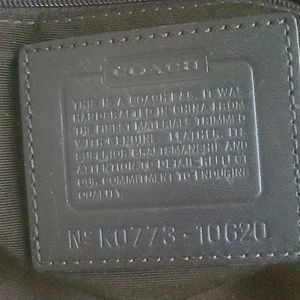 COACH
THIS IS A COACH BAG. IT WAS
HANDCRAFTED IN CHINA FROM
THE FINEST MATERIALS TRIMMED
WITH GENUINE LEATHER. ITS
SUPERIOR CRAFTSMANSHIP AND
ATTENTION TO DETAIL REFLECT
OUR COMMITMENT TO ENDURING
QUALITY.
Nº K0773-10620